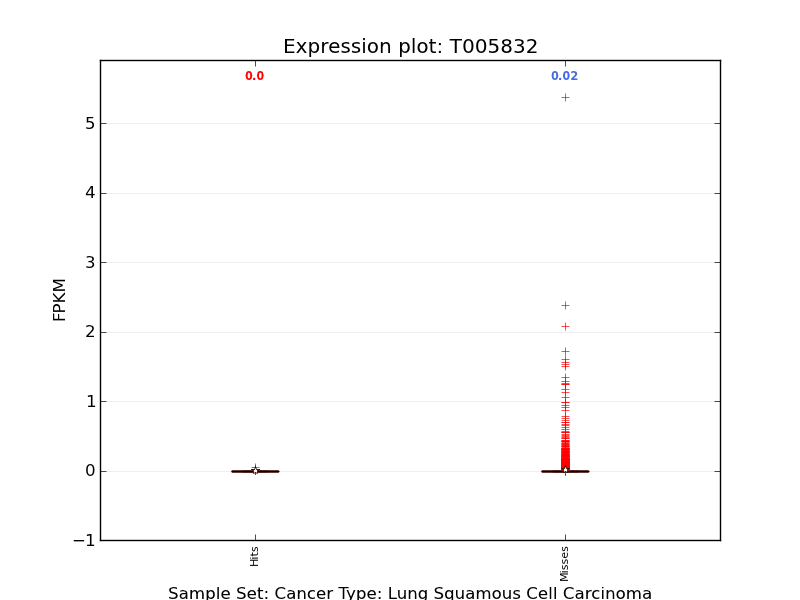 Expression plot: T005832
0.0
0.02
5
4
3
2
1
0
−1
FPKM
Hits
Misses
Sample Set: Cancer Type: Lung Squamous Cell Carcinoma